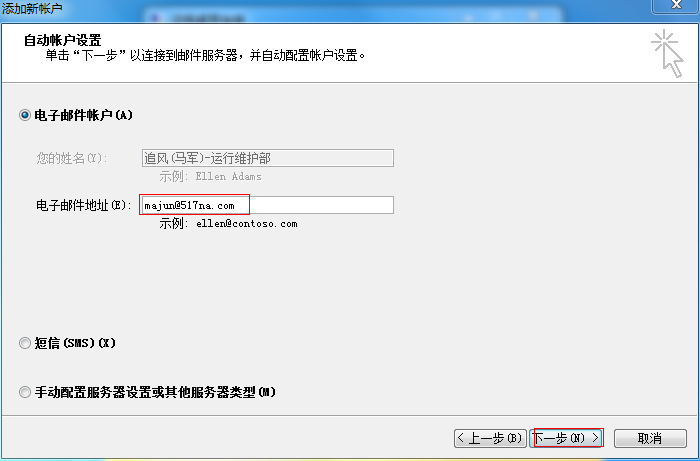 添加新帐户
自动帐户设置
单击“下一步”以连接到邮件服务器，并自动配置帐户设置。
电子邮件帐户(A)
您的姓名(Y): 追风(马军)-运行维护部
示例: Ellen Adams
电子邮件地址(E): majun@517na.com
示例: ellen@contoso.com
短信(SMS)(X)
手动配置服务器设置或其他服务器类型(M)
< 上一步(B) 下一步(N) > 取消